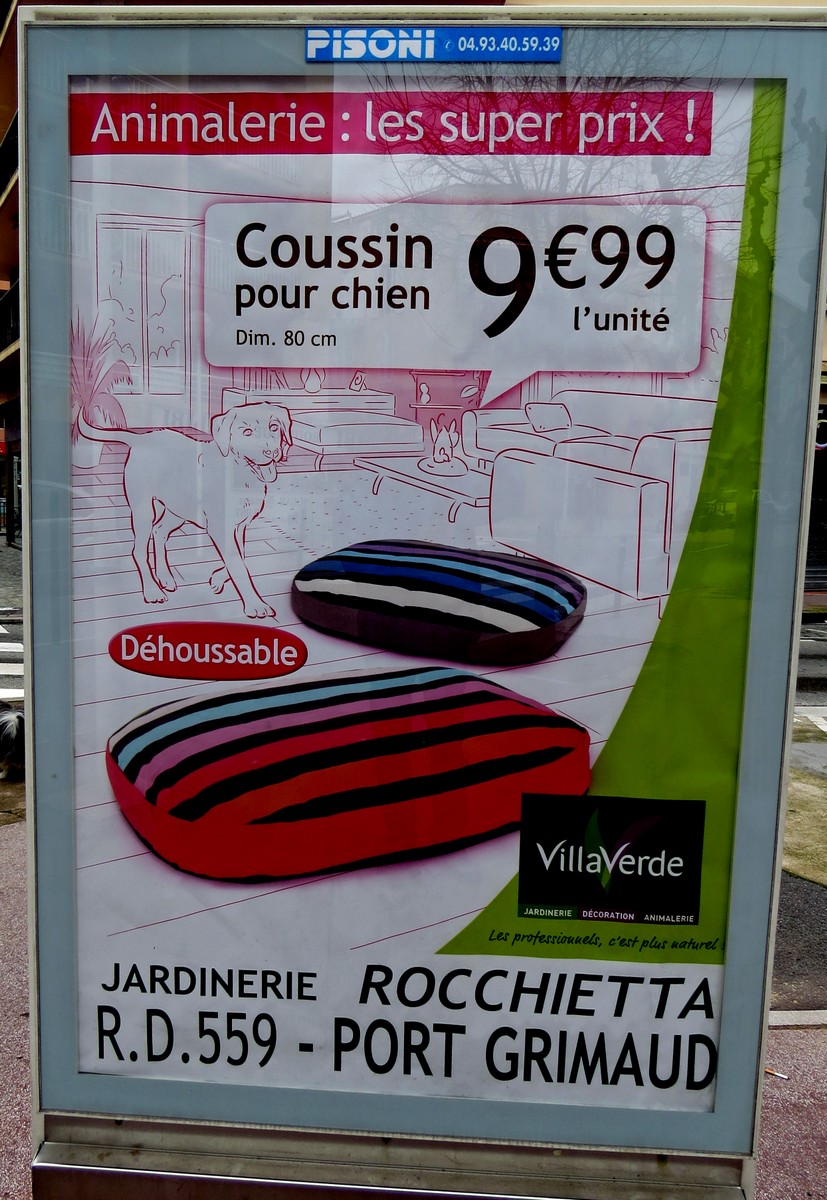 PISONI ✆ 04.93.40.59.39
Animalerie : les super prix !
Coussin
pour chien
Dim. 80 cm
9€99
l'unité
Déhoussable
VillaVerde
JARDINERIE DÉCORATION ANIMALERIE
Les professionnels, c'est plus naturel
JARDINERIE ROCCHIETTA
R.D.559 - PORT GRIMAUD